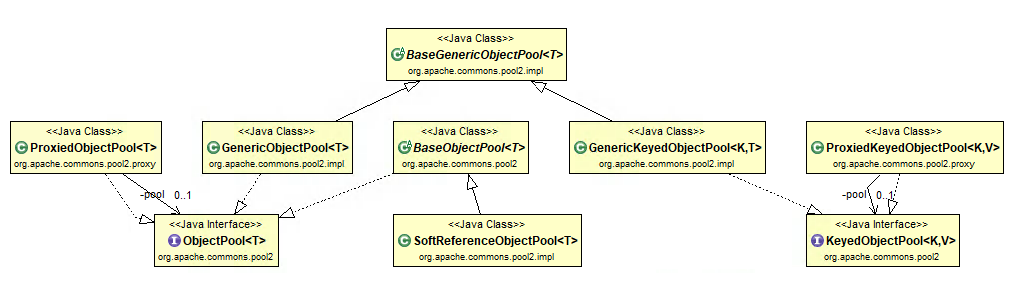 <<Java Class>>
BaseGenericObjectPool<T>
org.apache.commons.pool2.impl
<<Java Class>>
ProxiedObjectPool<T>
org.apache.commons.pool2.proxy
<<Java Class>>
GenericObjectPool<T>
org.apache.commons.pool2.impl
<<Java Class>>
BaseObjectPool<T>
org.apache.commons.pool2
<<Java Class>>
GenericKeyedObjectPool<K,T>
org.apache.commons.pool2.impl
<<Java Class>>
ProxiedKeyedObjectPool<K,V>
org.apache.commons.pool2.proxy
-pool 0..1
-pool 0..1
<<Java Interface>>
ObjectPool<T>
org.apache.commons.pool2
<<Java Class>>
SoftReferenceObjectPool<T>
org.apache.commons.pool2.impl
<<Java Interface>>
KeyedObjectPool<K,V>
org.apache.commons.pool2